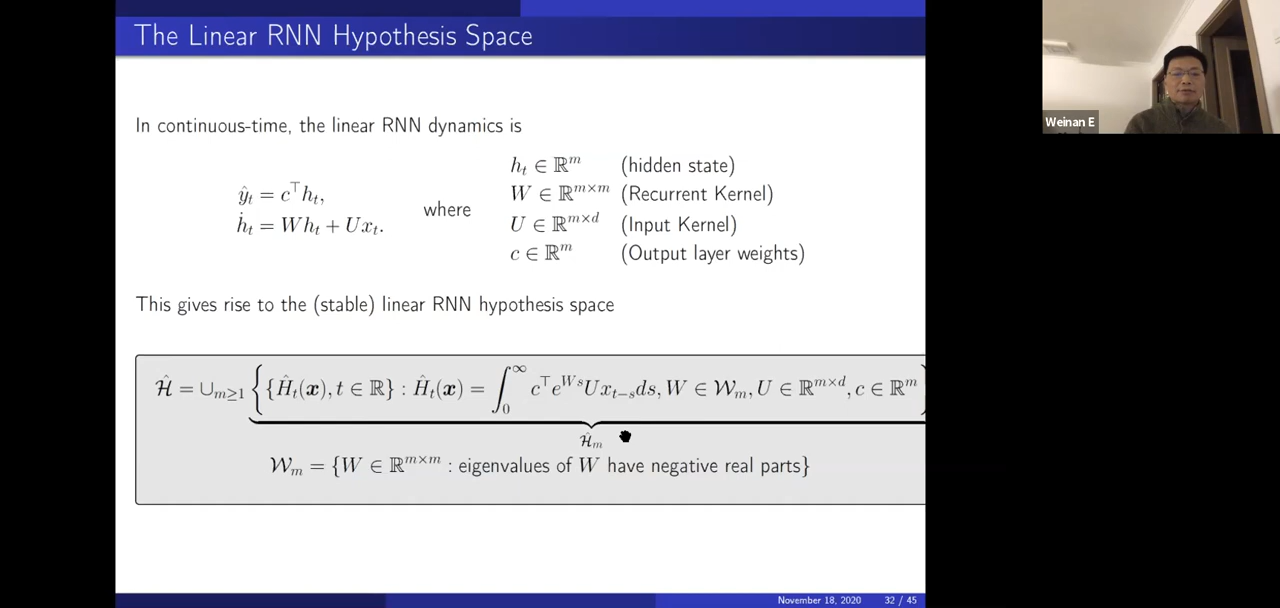 The Linear RNN Hypothesis Space
Weinan E
In continuous-time, the linear RNN dynamics is
ŷ_t = c^⊤ h_t,
ḣ_t = W h_t + U x_t.
where
h_t ∈ ℝ^m (hidden state)
W ∈ ℝ^{m×m} (Recurrent Kernel)
U ∈ ℝ^{m×d} (Input Kernel)
c ∈ ℝ^m (Output layer weights)
This gives rise to the (stable) linear RNN hypothesis space
ℋ̂ = ∪_{m≥1} { {Ĥ_t(𝒙), t ∈ ℝ} : Ĥ_t(𝒙) = ∫_0^∞ c^⊤ e^{Ws} U x_{t−s} ds, W ∈ 𝒲_m, U ∈ ℝ^{m×d}, c ∈ ℝ^m }
ℋ̂_m
𝒲_m = {W ∈ ℝ^{m×m} : eigenvalues of W have negative real parts}
November 18, 2020 32 / 45